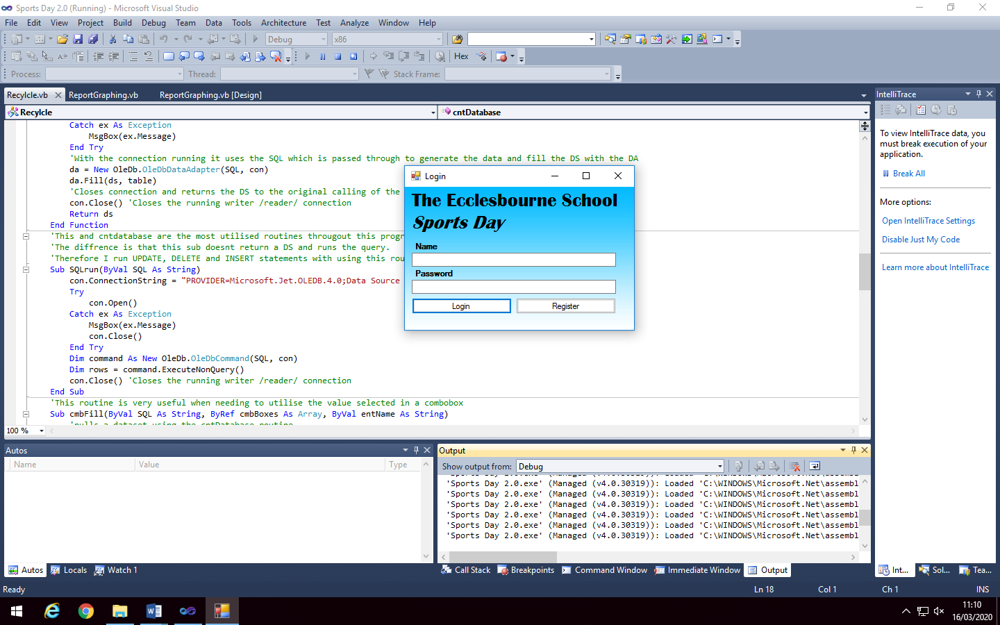 Sports Day 2.0 (Running) - Microsoft Visual Studio
File Edit View Project Build Debug Team Data Tools Architecture Test Analyze Window Help
Debug x86
Hex
Process: Thread: Stack Frame:
Recylcle.vb ReportGraphing.vb ReportGraphing.vb [Design]
Recylcle cntDatabase
Catch ex As Exception
MsgBox(ex.Message)
End Try
'With the connection running it uses the SQL which is passed through to generate the data and fill the DS with the DA
da = New OleDb.OleDbDataAdapter(SQL, con)
da.Fill(ds, table)
'Closes connection and returns the DS to the original calling of the
con.Close() 'Closes the running writer /reader/ connection
Return ds
End Function
'This and cntdatabase are the most utilised routines througout this progr
'The diffrence is that this sub doesnt return a DS and runs the query.
'Therefore I run UPDATE, DELETE and INSERT statements with using this rou
Sub SQLrun(ByVal SQL As String)
con.ConnectionString = "PROVIDER=Microsoft.Jet.OLEDB.4.0;Data Source
Try
con.Open()
Catch ex As Exception
MsgBox(ex.Message)
con.Close()
End Try
Dim command As New OleDb.OleDbCommand(SQL, con)
Dim rows = command.ExecuteNonQuery()
con.Close() 'Closes the running writer /reader/ connection
End Sub
'This routine is very useful when needing to utilise the value selected in a combobox
Sub cmbFill(ByVal SQL As String, ByRef cmbBoxes As Array, ByVal entName As String)
'pulls a dataset using the cntDatabase routine
100 %
Login
The Ecclesbourne School
Sports Day
Name
Password
Login Register
IntelliTrace
To view IntelliTrace data, you
must break execution of your
application.
Break All
More options:
Open IntelliTrace Settings
Disable Just My Code
Learn more about IntelliTrace
Autos
Name Value Type
Output
Show output from: Debug
'Sports Day 2.0.exe' (Managed (v4.0.30319)): Loaded 'C:\WINDOWS\Microsoft.Net\assembl
'Sports Day 2.0.exe' (Managed (v4.0.30319)): Loaded 'C:\WINDOWS\Microsoft.Net\assembl
'Sports Day 2.0.exe' (Managed (v4.0.30319)): Loaded 'C:\WINDOWS\Microsoft.Net\assembl
'Sports Day 2.0.exe' (Managed (v4.0.30319)): Loaded 'C:\WINDOWS\Microsoft.Net\assembl
'Sports Day 2.0.exe' (Managed (v4.0.30319)): Loaded 'C:\WINDOWS\Microsoft.Net\assembl
'Sports Day 2.0.exe' (Managed (v4.0.30319)): Loaded 'C:\WINDOWS\Microsoft.Net\assembl
Autos Locals Watch 1
Call Stack Breakpoints Command Window Immediate Window Output
Int... Sol... Tea...
Ready Ln 18 Col 1 Ch 1 INS
11:10
16/03/2020